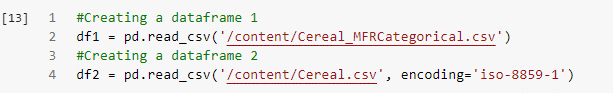 [13] 1 #Creating a dataframe 1
2 df1 = pd.read_csv('/content/Cereal_MFRCategorical.csv')
3 #Creating a dataframe 2
4 df2 = pd.read_csv('/content/Cereal.csv', encoding='iso-8859-1')